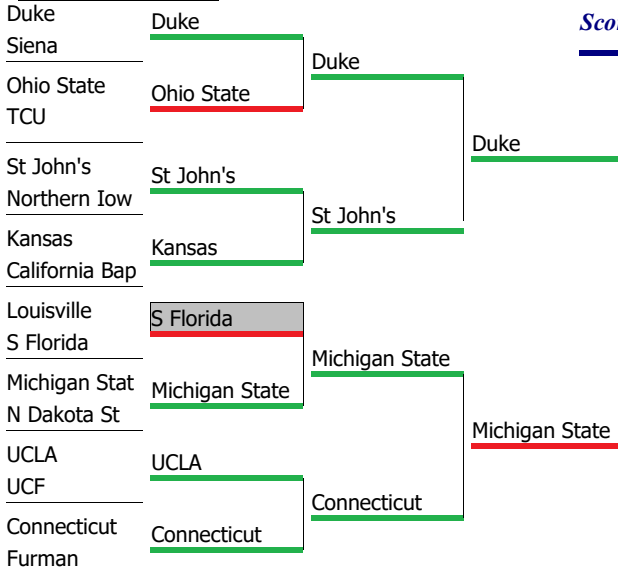 Duke
Siena
Ohio State
TCU
St John's
Northern Iow
Kansas
California Bap
Louisville
S Florida
Michigan Stat
N Dakota St
UCLA
UCF
Connecticut
Furman
Duke
Ohio State
St John's
Kansas
S Florida
Michigan State
UCLA
Connecticut
Duke
St John's
Michigan State
Connecticut
Duke
Michigan State